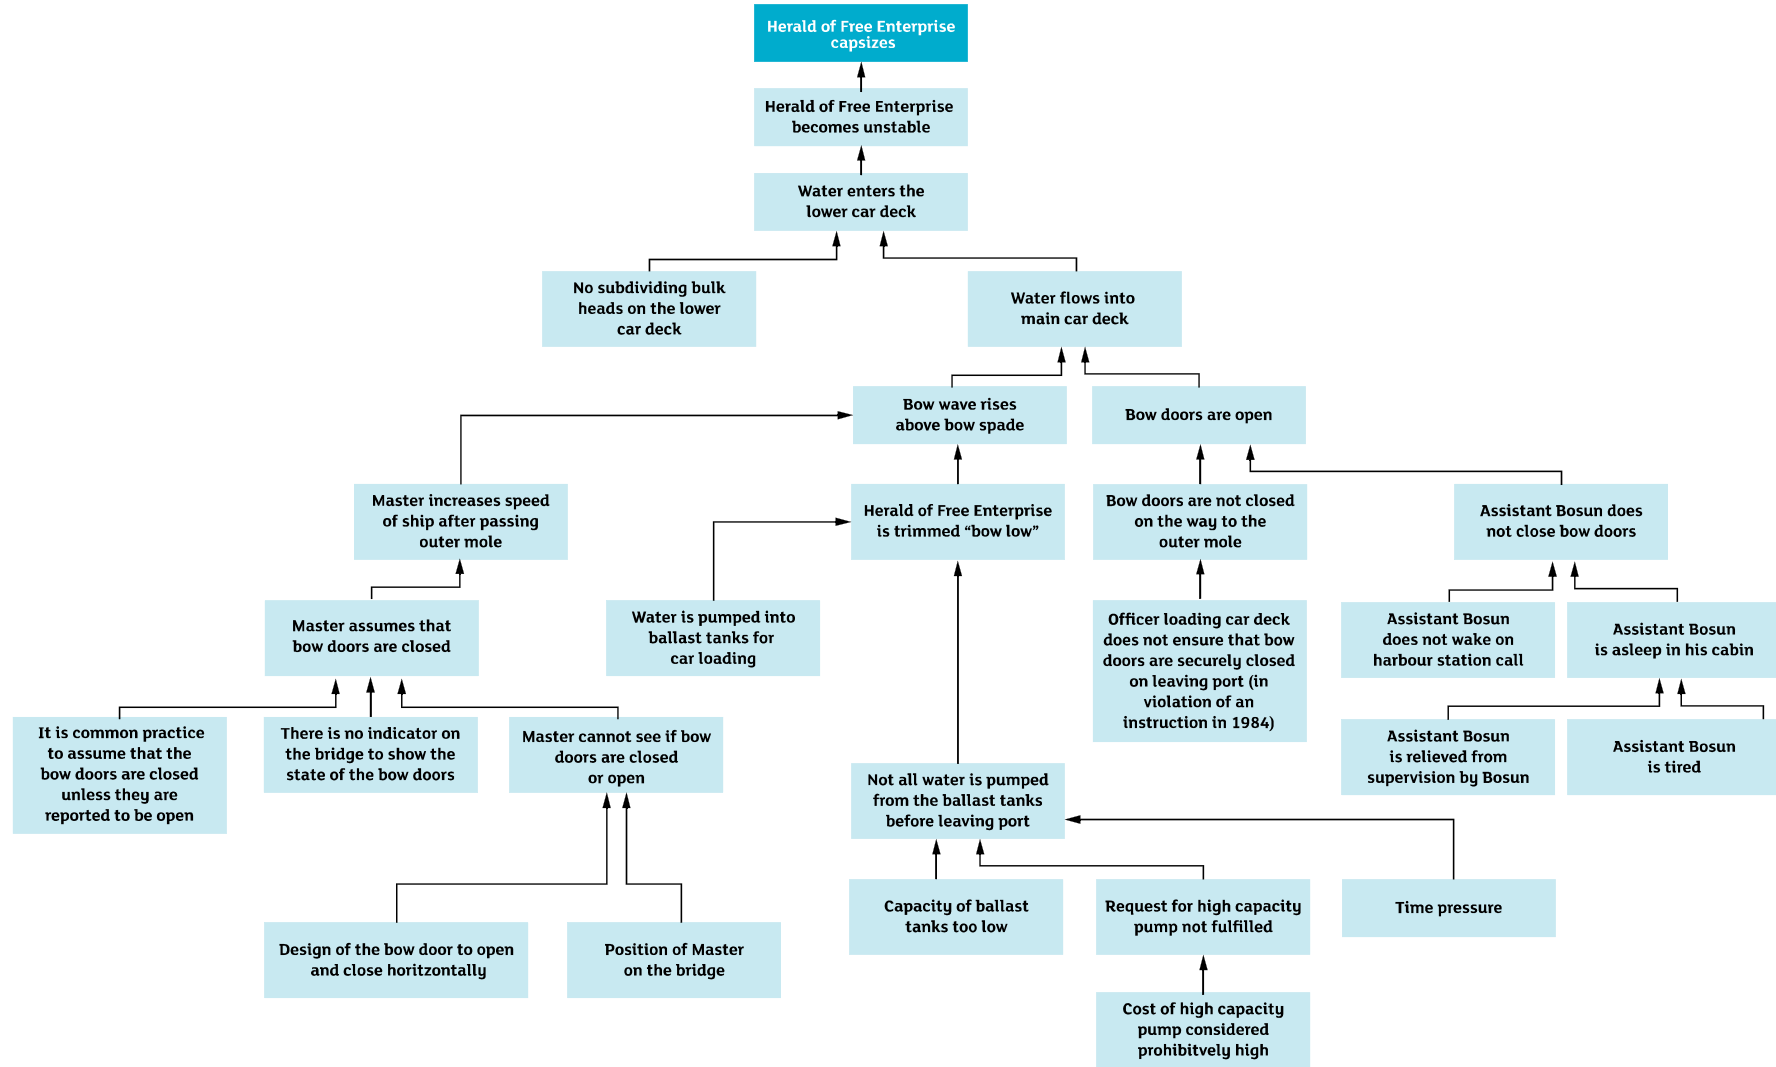 Herald of Free Enterprise
capsizes
Herald of Free Enterprise
becomes unstable
Water enters the
lower car deck
No subdividing bulk
heads on the lower
car deck
Water flows into
main car deck
Bow wave rises
above bow spade
Bow doors are open
Master increases speed
of ship after passing
outer mole
Herald of Free Enterprise
is trimmed “bow low”
Bow doors are not closed
on the way to the
outer mole
Assistant Bosun does
not close bow doors
Master assumes that
bow doors are closed
Water is pumped into
ballast tanks for
car loading
Officer loading car deck
does not ensure that bow
doors are securely closed
on leaving port (in
violation of an
instruction in 1984)
Assistant Bosun
does not wake on
harbour station call
Assistant Bosun
is asleep in his cabin
It is common practice
to assume that the
bow doors are closed
unless they are
reported to be open
There is no indicator on
the bridge to show the
state of the bow doors
Master cannot see if bow
doors are closed
or open
Not all water is pumped
from the ballast tanks
before leaving port
Assistant Bosun
is relieved from
supervision by Bosun
Assistant Bosun
is tired
Design of the bow door to open
and close horitzontally
Position of Master
on the bridge
Capacity of ballast
tanks too low
Request for high capacity
pump not fulfilled
Time pressure
Cost of high capacity
pump considered
prohibitvely high